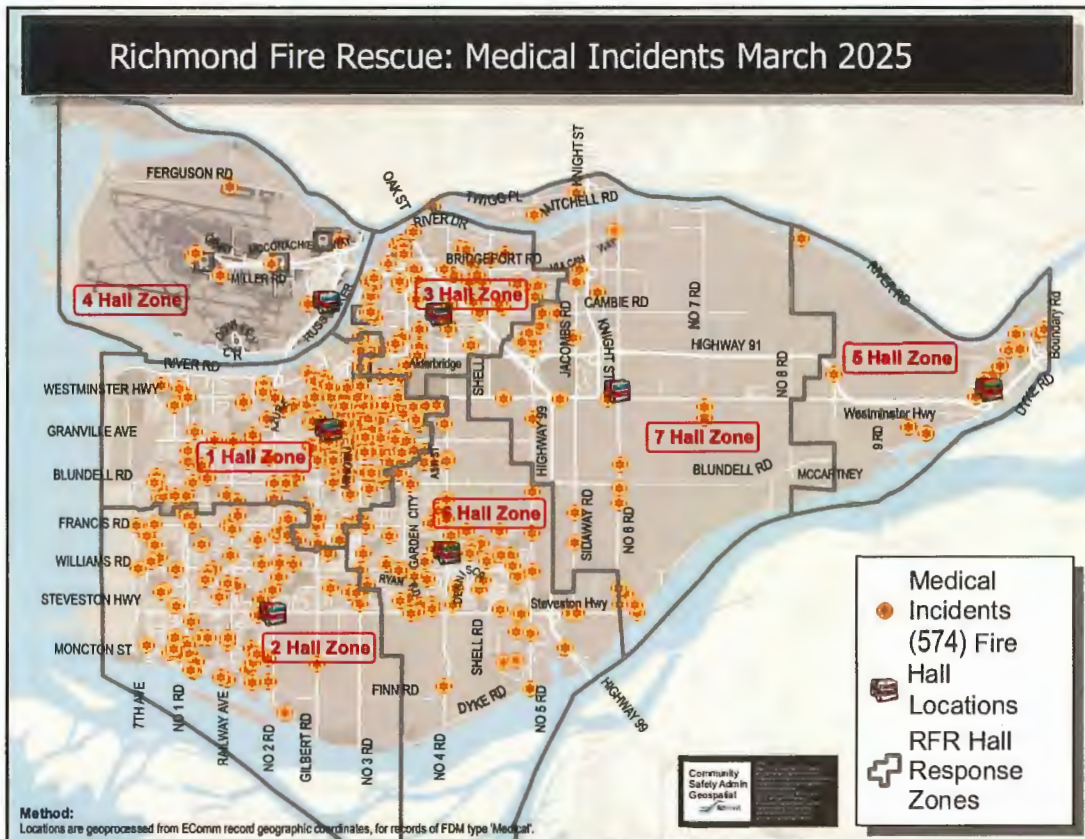 Richmond Fire Rescue: Medical Incidents March 2025
FERGUSON RD
OAK ST
TWIGG PL
KNIGHT ST
MITCHELL RD
RIVER DR
MCCONACHIE WAY
BRIDGEPORT RD
VULCAN WAY
MILLER RD
4 Hall Zone
3 Hall Zone
CAMBIE RD
NO 7 RD
RIVER RD
Boundary Rd
JACOMBS RD
KNIGHT ST
HIGHWAY 91
5 Hall Zone
RIVER RD
Alderbridge
SHELL
NO 8 RD
DYKE RD
WESTMINSTER HWY
Westminster Hwy
GRANVILLE AVE
1 Hall Zone
HIGHWAY 99
7 Hall Zone
9 RD
BLUNDELL RD
ASH ST
BLUNDELL RD
MCCARTNEY
GARDEN CITY
6 Hall Zone
FRANCIS RD
SIDAWAY RD
NO 6 RD
WILLIAMS RD
RYAN
STEVESTON HWY
Steveston Hwy
2 Hall Zone
MONCTON ST
SHELL RD
FINN RD
DYKE RD
HIGHWAY 99
7TH AVE
NO 1 RD
RAILWAY AVE
NO 2 RD
GILBERT RD
NO 3 RD
NO 4 RD
NO 5 RD
Medical
Incidents
(574) Fire
Hall
Locations
RFR Hall
Response
Zones
Community
Safety Admin
Geospatial
Method:
Locations are geoprocessed from EComm record geographic coordinates, for records of FDM type 'Medical'.